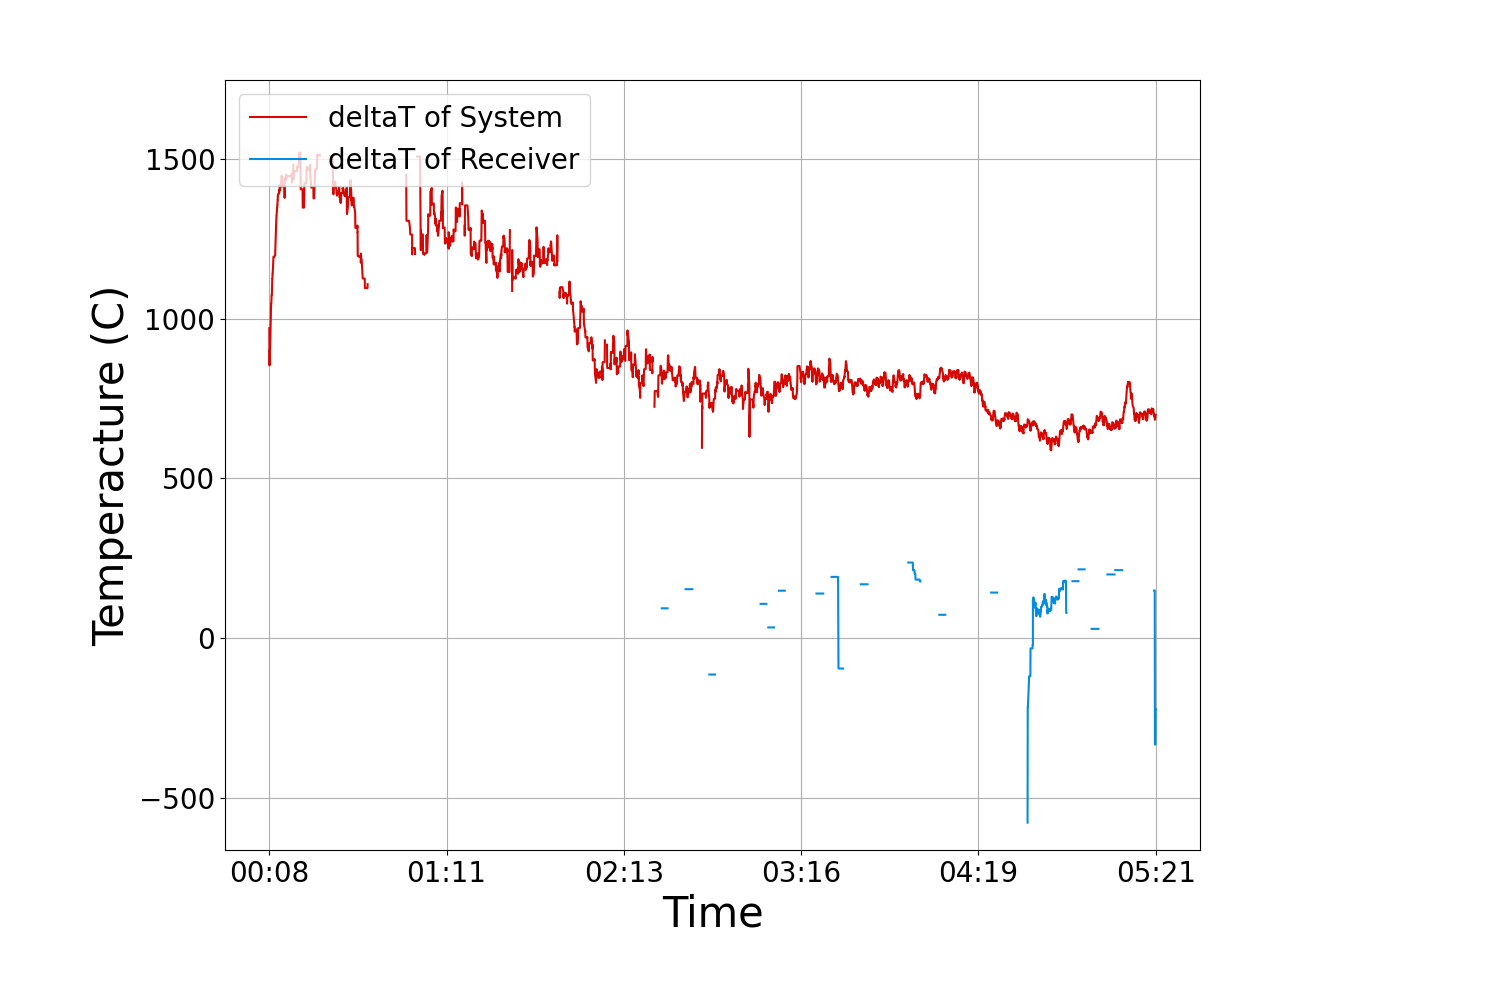 deltaT of System
deltaT of Receiver
1500
1000
500
0
−500
Temperacture (C)
00:08 01:11 02:13 03:16 04:19 05:21
Time